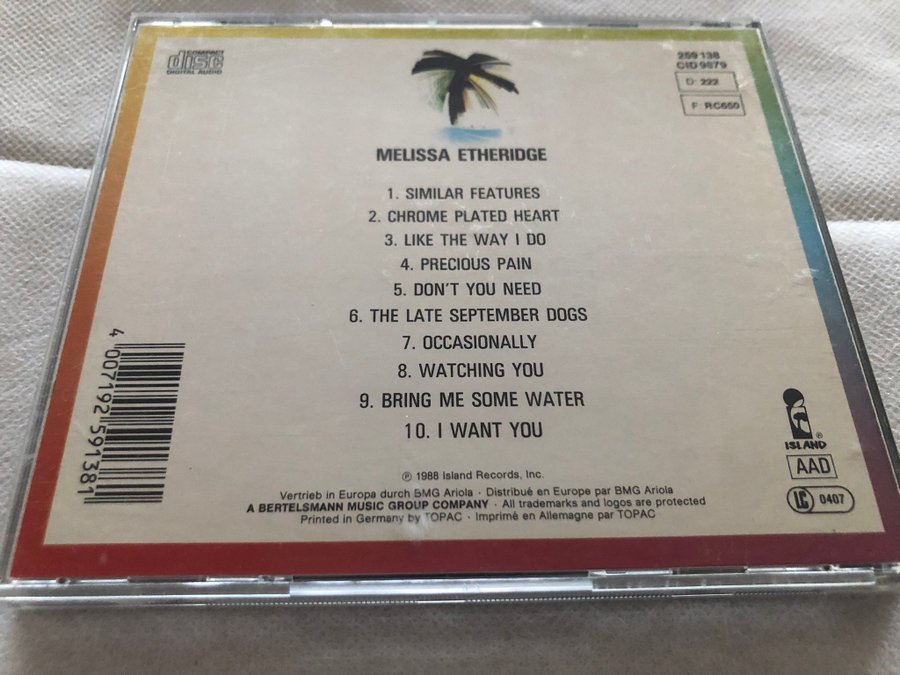 COMPACT
disc
DIGITAL AUDIO
259 138
CID 9879
D: 222
F: RC650
MELISSA ETHERIDGE
1. SIMILAR FEATURES
2. CHROME PLATED HEART
3. LIKE THE WAY I DO
4. PRECIOUS PAIN
5. DON'T YOU NEED
6. THE LATE SEPTEMBER DOGS
7. OCCASIONALLY
8. WATCHING YOU
9. BRING ME SOME WATER
10. I WANT YOU
4 007192 591381
ISLAND®
AAD
LC 0407
℗ 1988 Island Records, Inc.
Vertrieb in Europa durch BMG Ariola · Distribué en Europe par BMG Ariola
A BERTELSMANN MUSIC GROUP COMPANY · All trademarks and logos are protected
Printed in Germany by TOPAC · Imprimé en Allemagne par TOPAC